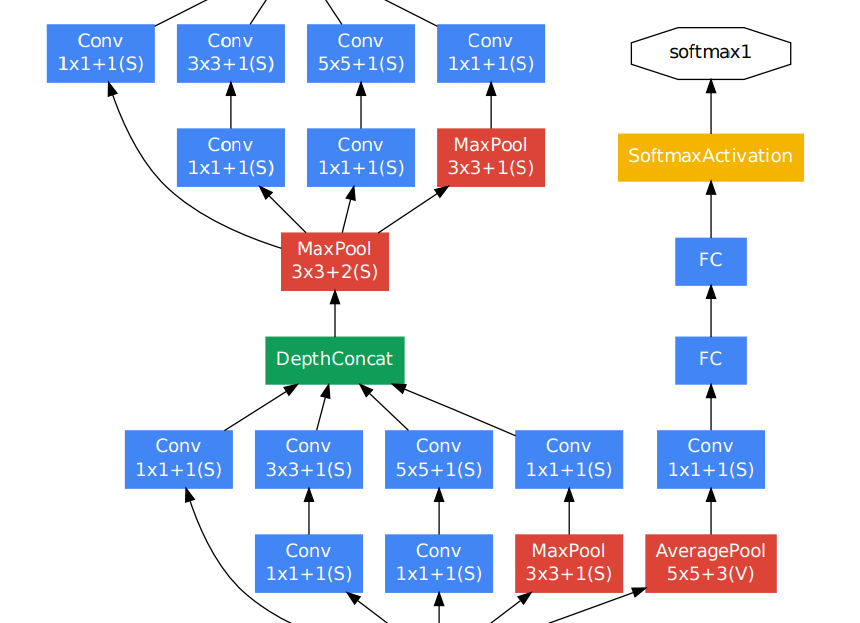 Conv
1x1+1(S)
Conv
3x3+1(S)
Conv
5x5+1(S)
Conv
1x1+1(S)
softmax1
Conv
1x1+1(S)
Conv
1x1+1(S)
MaxPool
3x3+1(S)
SoftmaxActivation
MaxPool
3x3+2(S)
FC
DepthConcat
FC
Conv
1x1+1(S)
Conv
3x3+1(S)
Conv
5x5+1(S)
Conv
1x1+1(S)
Conv
1x1+1(S)
Conv
1x1+1(S)
Conv
1x1+1(S)
MaxPool
3x3+1(S)
AveragePool
5x5+3(V)